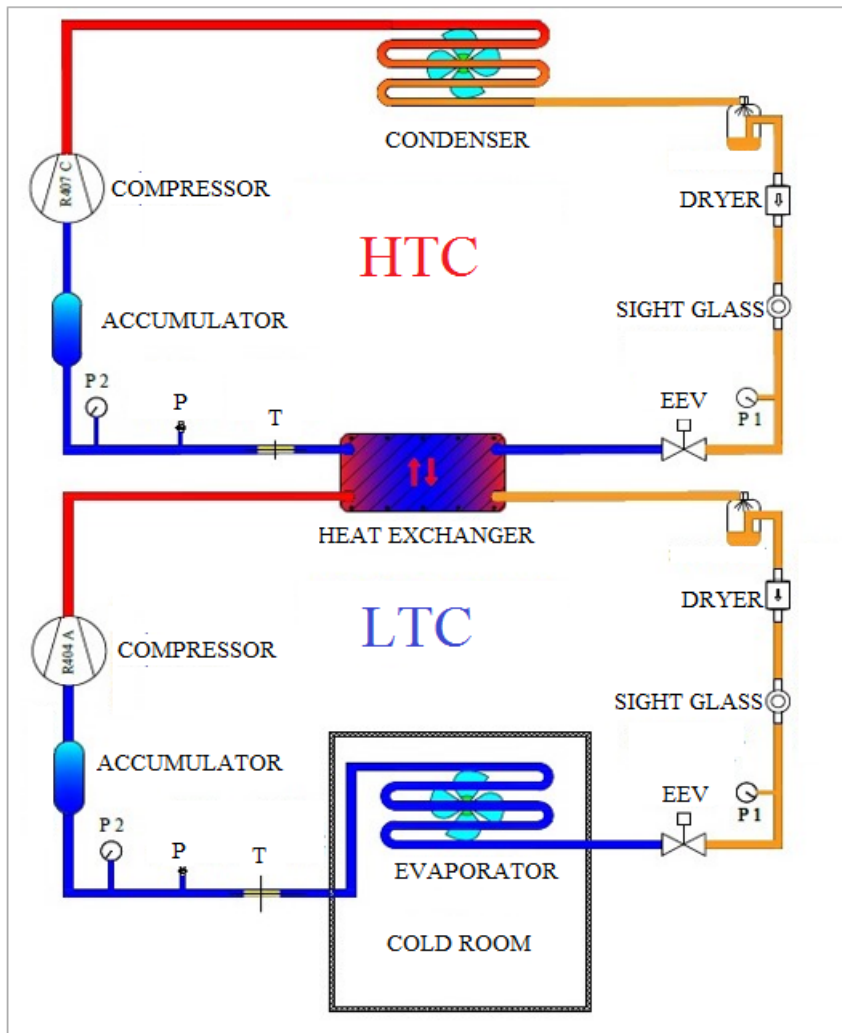 CONDENSER
COMPRESSOR
R407 C
DRYER
HTC
ACCUMULATOR
SIGHT GLASS
P 2
P
T
EEV
P 1
HEAT EXCHANGER
LTC
DRYER
COMPRESSOR
R404 A
SIGHT GLASS
ACCUMULATOR
EEV
P 1
P 2
P
T
EVAPORATOR
COLD ROOM